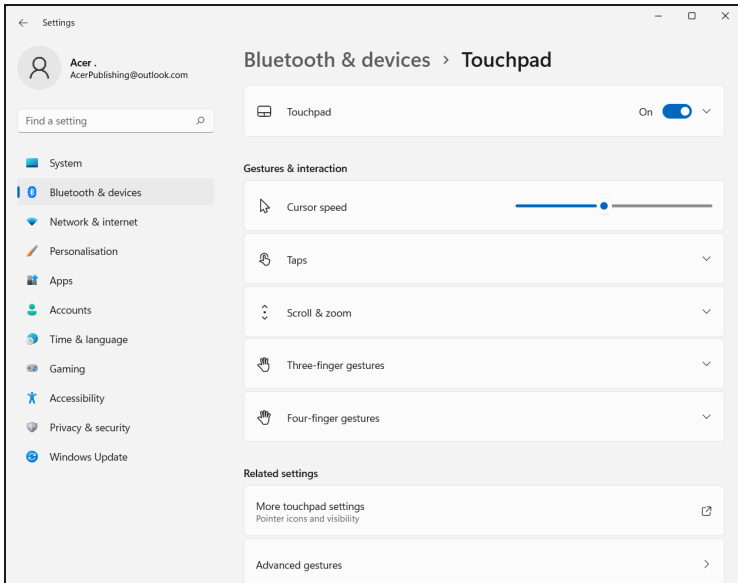 Settings
Acer .
AcerPublishing@outlook.com
Find a setting
System
Bluetooth & devices
Network & internet
Personalisation
Apps
Accounts
Time & language
Gaming
Accessibility
Privacy & security
Windows Update
Bluetooth & devices > Touchpad
Touchpad On
Gestures & interaction
Cursor speed
Taps
Scroll & zoom
Three-finger gestures
Four-finger gestures
Related settings
More touchpad settings
Pointer icons and visibility
Advanced gestures